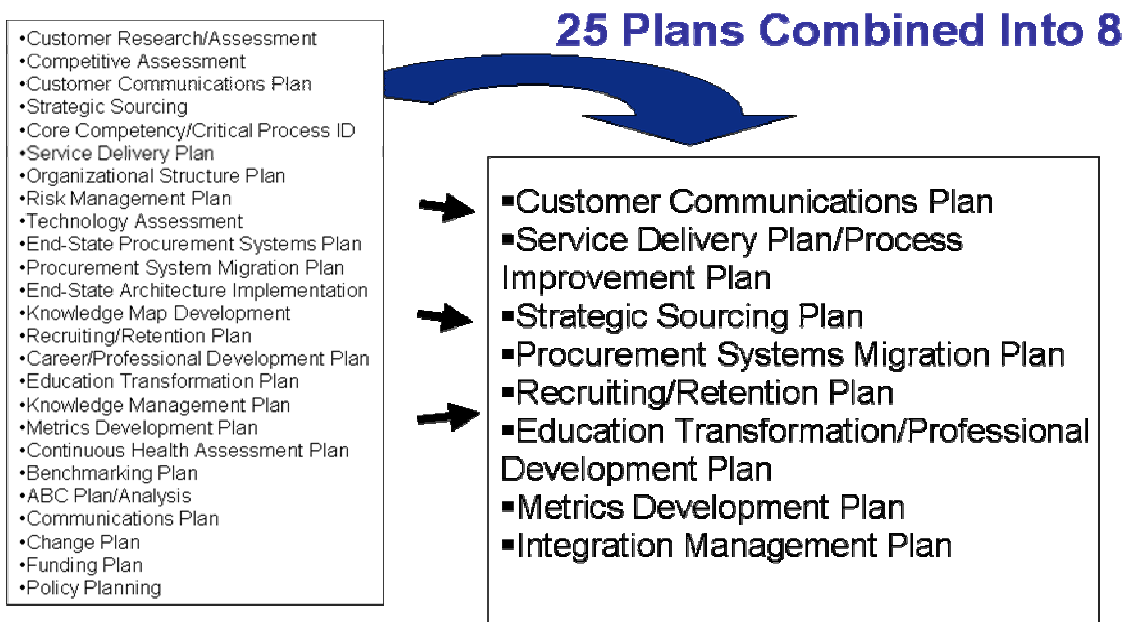 25 Plans Combined Into 8
•Customer Research/Assessment
•Competitive Assessment
•Customer Communications Plan
•Strategic Sourcing
•Core Competency/Critical Process ID
•Service Delivery Plan
•Organizational Structure Plan
•Risk Management Plan
•Technology Assessment
•End-State Procurement Systems Plan
•Procurement System Migration Plan
•End-State Architecture Implementation
•Knowledge Map Development
•Recruiting/Retention Plan
•Career/Professional Development Plan
•Education Transformation Plan
•Knowledge Management Plan
•Metrics Development Plan
•Continuous Health Assessment Plan
•Benchmarking Plan
•ABC Plan/Analysis
•Communications Plan
•Change Plan
•Funding Plan
•Policy Planning
▪Customer Communications Plan
▪Service Delivery Plan/Process
Improvement Plan
▪Strategic Sourcing Plan
▪Procurement Systems Migration Plan
▪Recruiting/Retention Plan
▪Education Transformation/Professional
Development Plan
▪Metrics Development Plan
▪Integration Management Plan